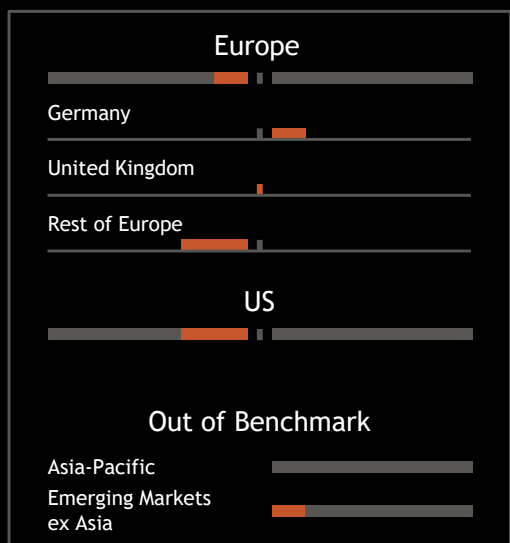 Europe
Germany
United Kingdom
Rest of Europe
US
Out of Benchmark
Asia-Pacific
Emerging Markets
ex Asia